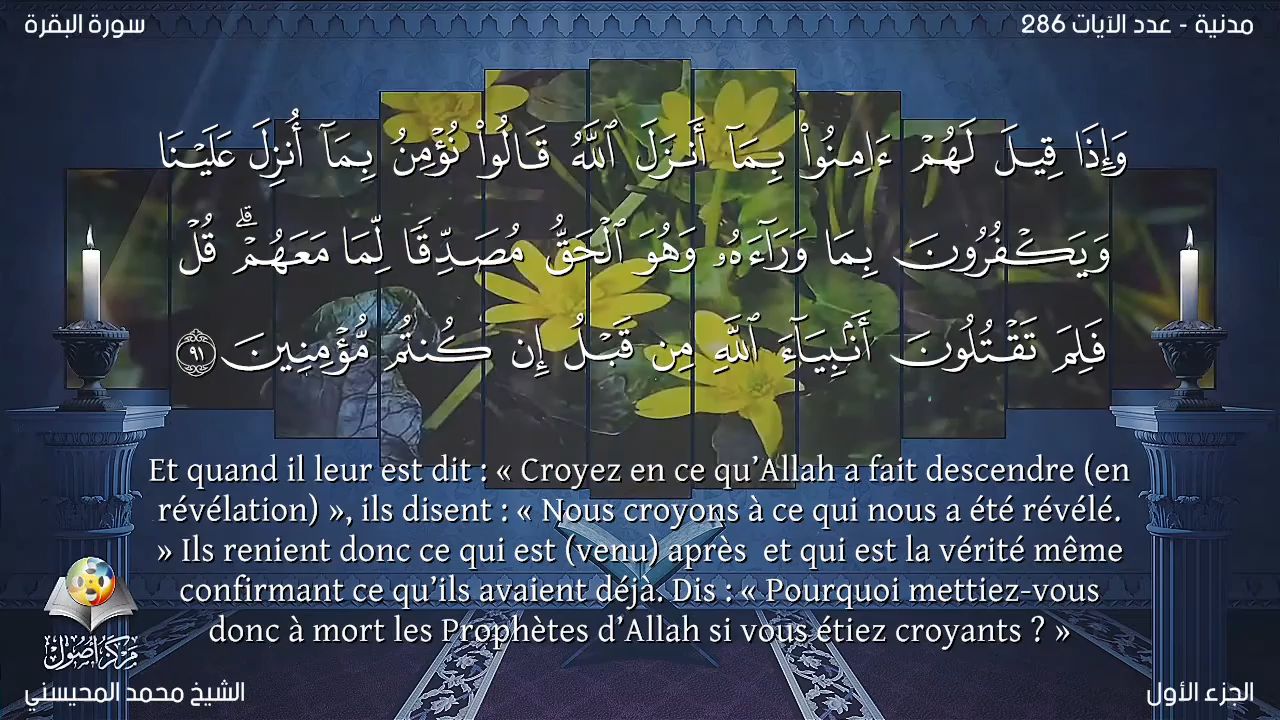 سورة البقرة
مدنية - عدد الآيات 286
وَإِذَا قِيلَ لَهُمْ ءَامِنُوا۟ بِمَآ أَنزَلَ ٱللَّهُ قَالُوا۟ نُؤْمِنُ بِمَآ أُنزِلَ عَلَيْنَا
وَيَكْفُرُونَ بِمَا وَرَآءَهُۥ وَهُوَ ٱلْحَقُّ مُصَدِّقًا لِّمَا مَعَهُمْ ۗ قُلْ
فَلِمَ تَقْتُلُونَ أَنۢبِيَآءَ ٱللَّهِ مِن قَبْلُ إِن كُنتُم مُّؤْمِنِينَ ٩١
Et quand il leur est dit : « Croyez en ce qu’Allah a fait descendre (en
révélation) », ils disent : « Nous croyons à ce qui nous a été révélé.
» Ils renient donc ce qui est (venu) après  et qui est la vérité même
confirmant ce qu’ils avaient déjà. Dis : « Pourquoi mettiez-vous
donc à mort les Prophètes d’Allah si vous étiez croyants ? »
مركز أصول
الشيخ محمد المحيسني
الجزء الأول